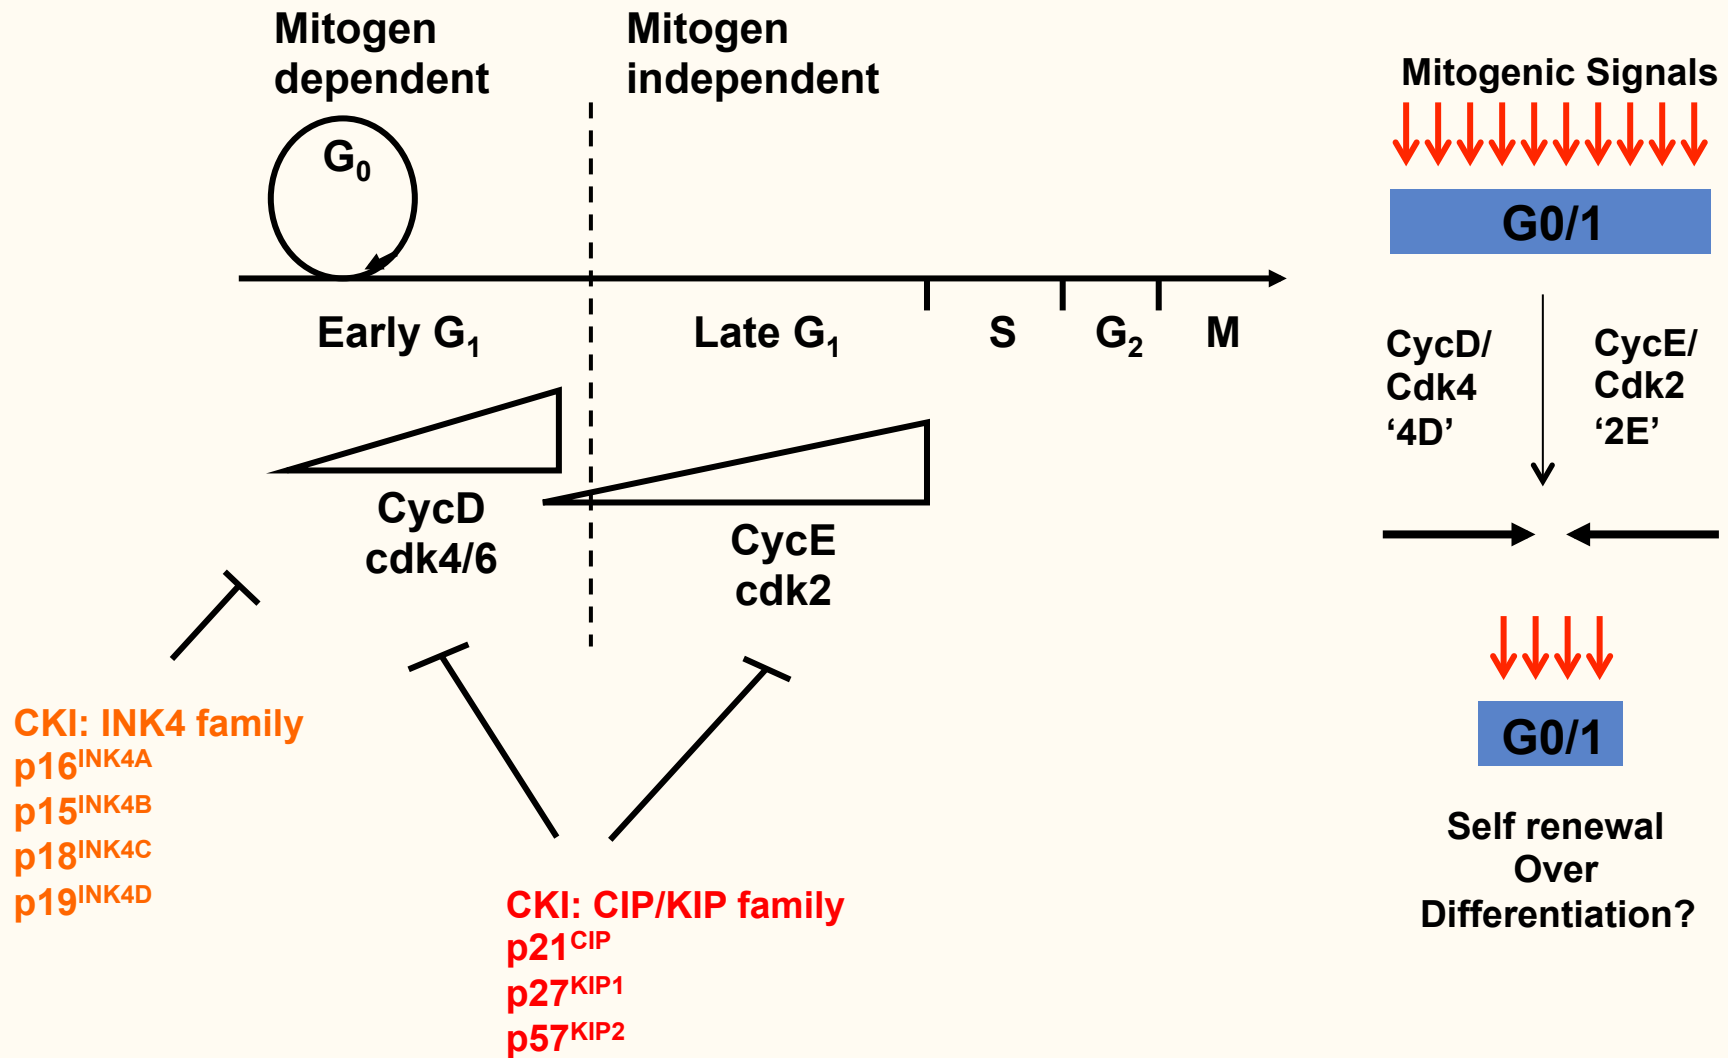 Mitogen
dependent
Mitogen
independent
G₀
Early G₁
Late G₁
S
G₂
M
CycD
cdk4/6
CycE
cdk2
CKI: INK4 family
p16ᴵᴺᴷ⁴ᴬ
p15ᴵᴺᴷ⁴ᴮ
p18ᴵᴺᴷ⁴ᶜ
p19ᴵᴺᴷ⁴ᴰ
CKI: CIP/KIP family
p21ᶜᴵᴾ
p27ᴷᴵᴾ¹
p57ᴷᴵᴾ²
Mitogenic Signals
G0/1
CycD/
Cdk4
‘4D’
CycE/
Cdk2
‘2E’
G0/1
Self renewal
Over
Differentiation?